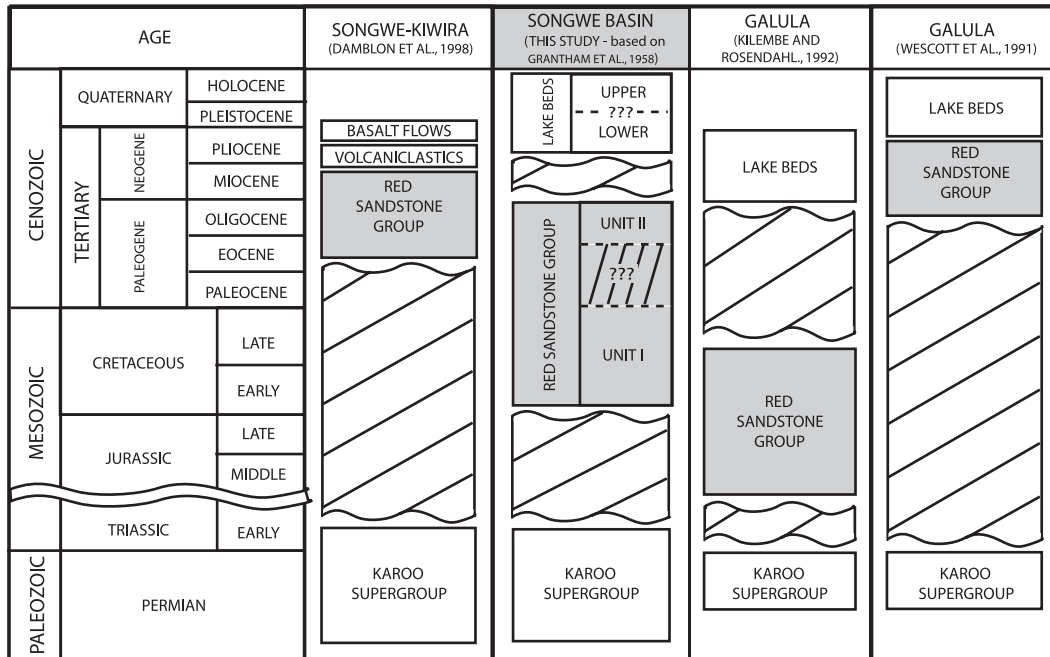 AGE
SONGWE-KIWIRA
(DAMBLON ET AL., 1998)
SONGWE BASIN
(THIS STUDY - based on
GRANTHAM ET AL., 1958)
GALULA
(KILEMBE AND
ROSENDAHL., 1992)
GALULA
(WESCOTT ET AL., 1991)
CENOZOIC
TERTIARY
QUATERNARY
HOLOCENE
PLEISTOCENE
NEOGENE
PLIOCENE
MIOCENE
PALEOGENE
OLIGOCENE
EOCENE
PALEOCENE
MESOZOIC
CRETACEOUS
LATE
EARLY
JURASSIC
LATE
MIDDLE
TRIASSIC
EARLY
PALEOZOIC
PERMIAN
BASALT FLOWS
VOLCANICLASTICS
RED
SANDSTONE
GROUP
KAROO
SUPERGROUP
LAKE BEDS
UPPER
???
LOWER
RED SANDSTONE GROUP
UNIT II
???
UNIT I
KAROO
SUPERGROUP
LAKE BEDS
RED
SANDSTONE
GROUP
KAROO
SUPERGROUP
LAKE BEDS
RED
SANDSTONE
GROUP
KAROO
SUPERGROUP